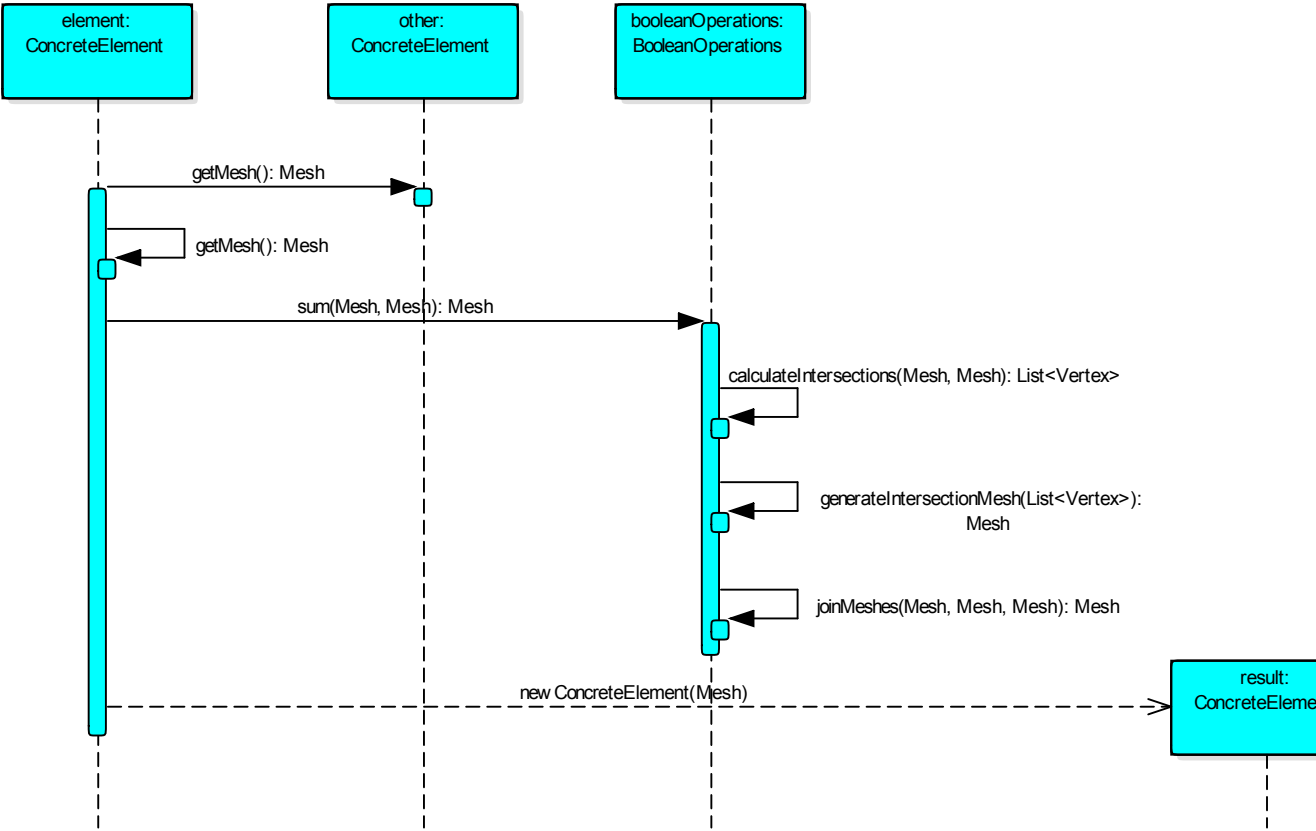 element:
ConcreteElement
other:
ConcreteElement
booleanOperations:
BooleanOperations
getMesh(): Mesh
getMesh(): Mesh
sum(Mesh, Mesh): Mesh
calculateIntersections(Mesh, Mesh): List<Vertex>
generateIntersectionMesh(List<Vertex>):
Mesh
joinMeshes(Mesh, Mesh, Mesh): Mesh
result:
ConcreteEleme
new ConcreteElement(Mesh)